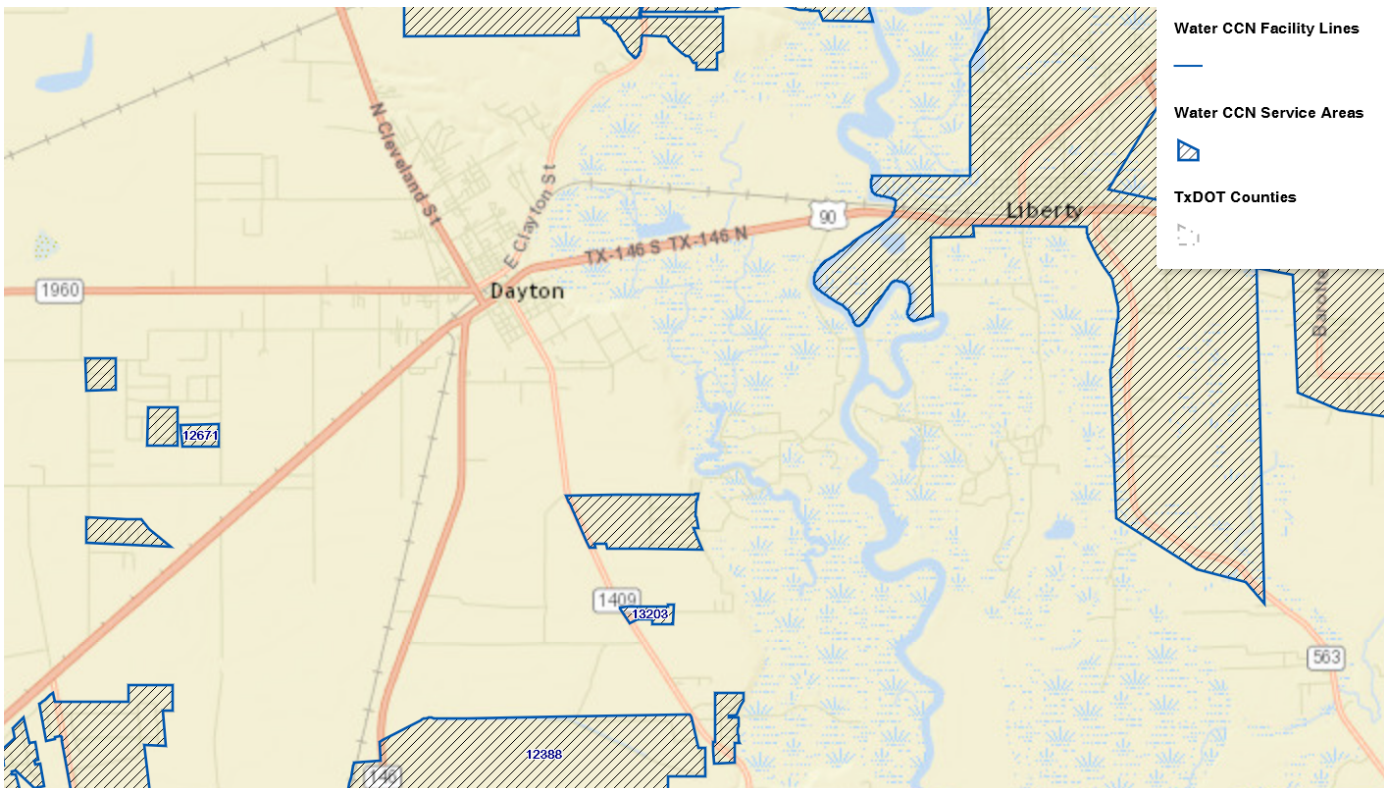 Water CCN Facility Lines
Water CCN Service Areas
TxDOT Counties
N Cleveland St
E Clayton St
TX-146 S TX-146 N
90
Liberty
1960
Dayton
12671
1409
13203
563
12388
146